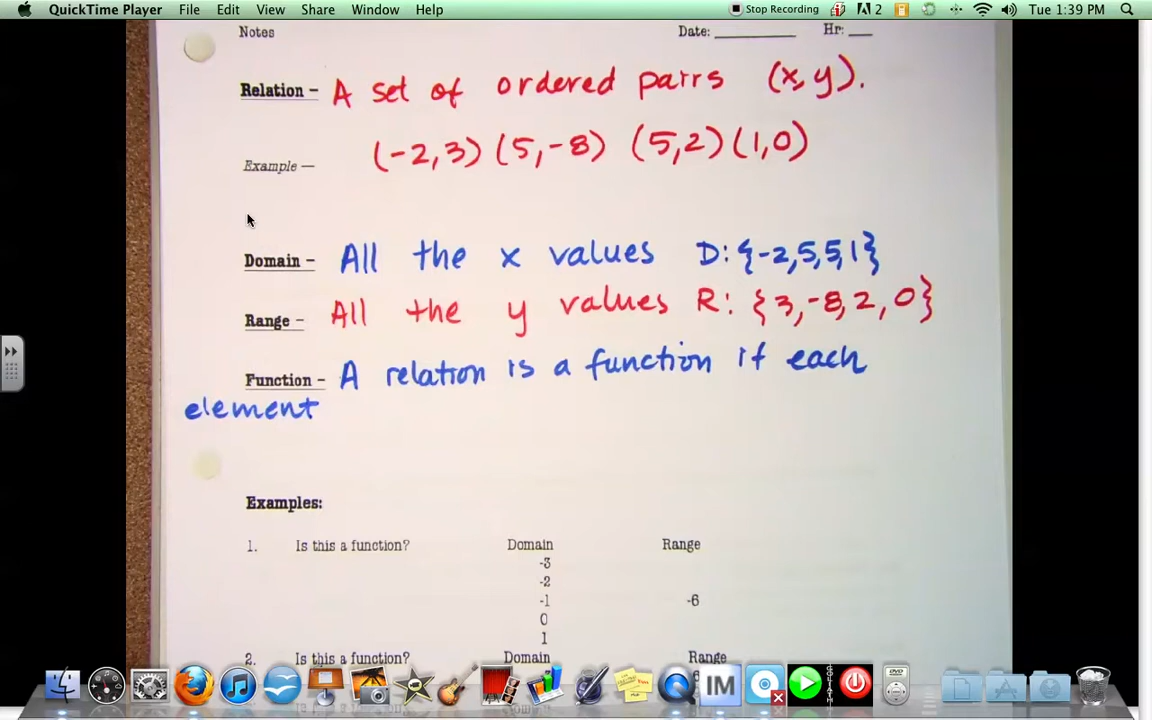 QuickTime Player File Edit View Share Window Help Stop Recording 2 Tue 1:39 PM
Notes Date: Hr:
Relation - A set of ordered pairs (x,y).
Example - (-2,3) (5,-8) (5,2) (1,0)
Domain - All the x values D: {-2,5,5,1}
Range - All the y values R: {3,-8,2,0}
Function - A relation is a function if each
element
Examples:
1. Is this a function? Domain Range
-3
-2
-1 -6
0
1
2. Is this a function? Domain Range
IM